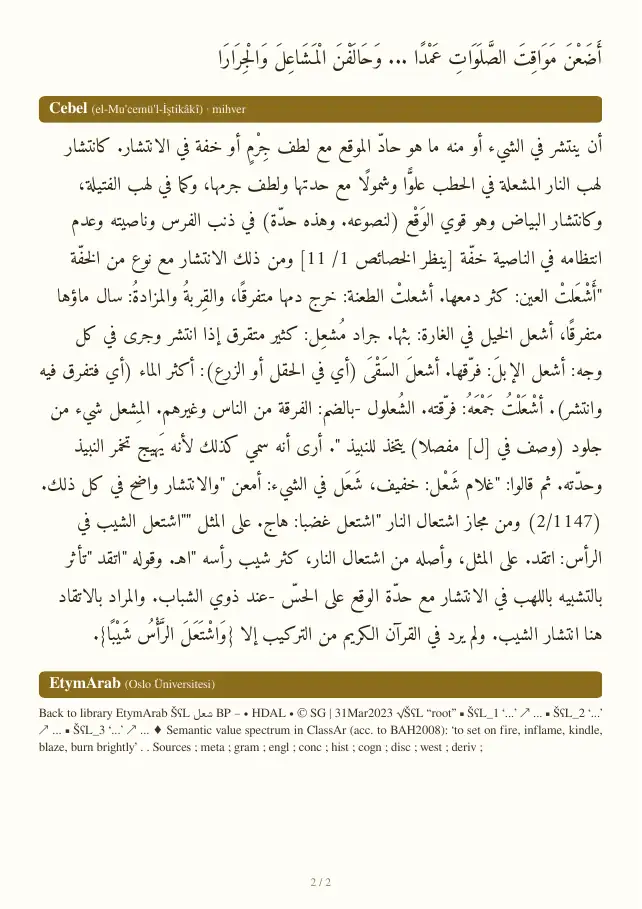 أَضَعْنَ مَوَاقِتَ الصَّلَوَاتِ عَمْدًا ... وَحَالَفْنَ الْمَشَاعِلَ وَالْجِرَارَا
Cebel (el-Mu'cemü'l-İştikâkî) · mihver
أن ينتشر في الشيء أو منه ما هو حادّ الموقع مع لطف جِرْمٍ أو خفة في الانتشار. كانتشار
لهب النار المشعلة في الحطب علوًّا وشمولًا مع حدتها ولطف جرمها، وكما في لهب الفتيلة،
وكانتشار البياض وهو قوي الوَقْع (لنصوعه. وهذه حدّة) في ذنب الفرس وناصيته وعدم
انتظامه في الناصية خفّة [ينظر الخصائص 1/ 11] ومن ذلك الانتشار مع نوع من الخفّة
"أَشْعَلَتْ العين: كثر دمعها. أشعلتْ الطعنة: خرج دمها متفرقًا، والقِربةُ والمزادةُ: سال ماؤها
متفرقًا، أشعل الخيل في الغارة: بثها. جراد مُشعِل: كثير متفرق إذا انتشر وجرى في كل
وجه: أشعل الإبلَ: فرّقها. أشعلَ السَقْىَ (أي في الحقل أو الزرع): أكثر الماء (أي فتفرق فيه
وانتشر). أشْعَلْتُ جَمْعَهُ: فرّقته. الشُعلول -بالضم: الفرقة من الناس وغيرهم. المِشعل شيء من
جلود (وصف في [ل] مفصلا) يتخذ للنبيذ ". أرى أنه سمي كذلك لأنه يَهيج تخمر النبيذ
وحدّته. ثم قالوا: "غلام شَعْل: خفيف، شَعَل في الشيء: أمعن "والانتشار واضح في كل ذلك.
(2/1147) ومن مجاز اشتعال النار "اشتعل غضبا: هاج. على المثل ""اشتعل الشيب في
الرأس: اتقد. على المثل، وأصله من اشتعال النار، كثر شيب رأسه "اهـ. وقوله "اتقد "تأثر
بالتشبيه باللهب في الانتشار مع حدّة الوقع على الحسّ -عند ذوي الشباب. والمراد بالاتقاد
هنا انتشار الشيب. ولم يرد في القرآن الكريم من التركيب إلا {وَاشْتَعَلَ الرَّأْسُ شَيْبًا}.
EtymArab (Oslo Üniversitesi)
Back to library EtymArab ŠʕL شعل BP – • HDAL • © SG | 31Mar2023 √ŠʕL “root” ▪ ŠʕL_1 ‘...’ ↗ ... ▪ ŠʕL_2 ‘...’
↗ ... ▪ ŠʕL_3 ‘...’ ↗ ... ♦ Semantic value spectrum in ClassAr (acc. to BAH2008): ‘to set on fire, inflame, kindle,
blaze, burn brightly’ . . Sources ; meta ; gram ; engl ; conc ; hist ; cogn ; disc ; west ; deriv ;
2 / 2